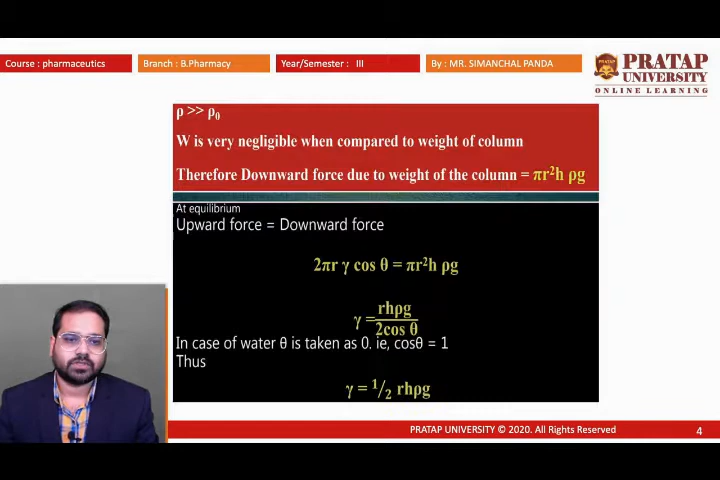 Course : pharmaceutics
Branch : B.Pharmacy
Year/Semester : III
By : MR. SIMANCHAL PANDA
PRATAP
PRATAP
UNIVERSITY
ONLINE LEARNING
ρ >> ρ₀
W is very negligible when compared to weight of column
Therefore Downward force due to weight of the column = πr²h ρg
At equilibrium
Upward force = Downward force
2πr γ cos θ = πr²h ρg
γ = rhρg / 2cos θ
In case of water θ is taken as 0. ie, cosθ = 1
Thus
γ = 1/2 rhρg
PRATAP UNIVERSITY © 2020. All Rights Reserved
4